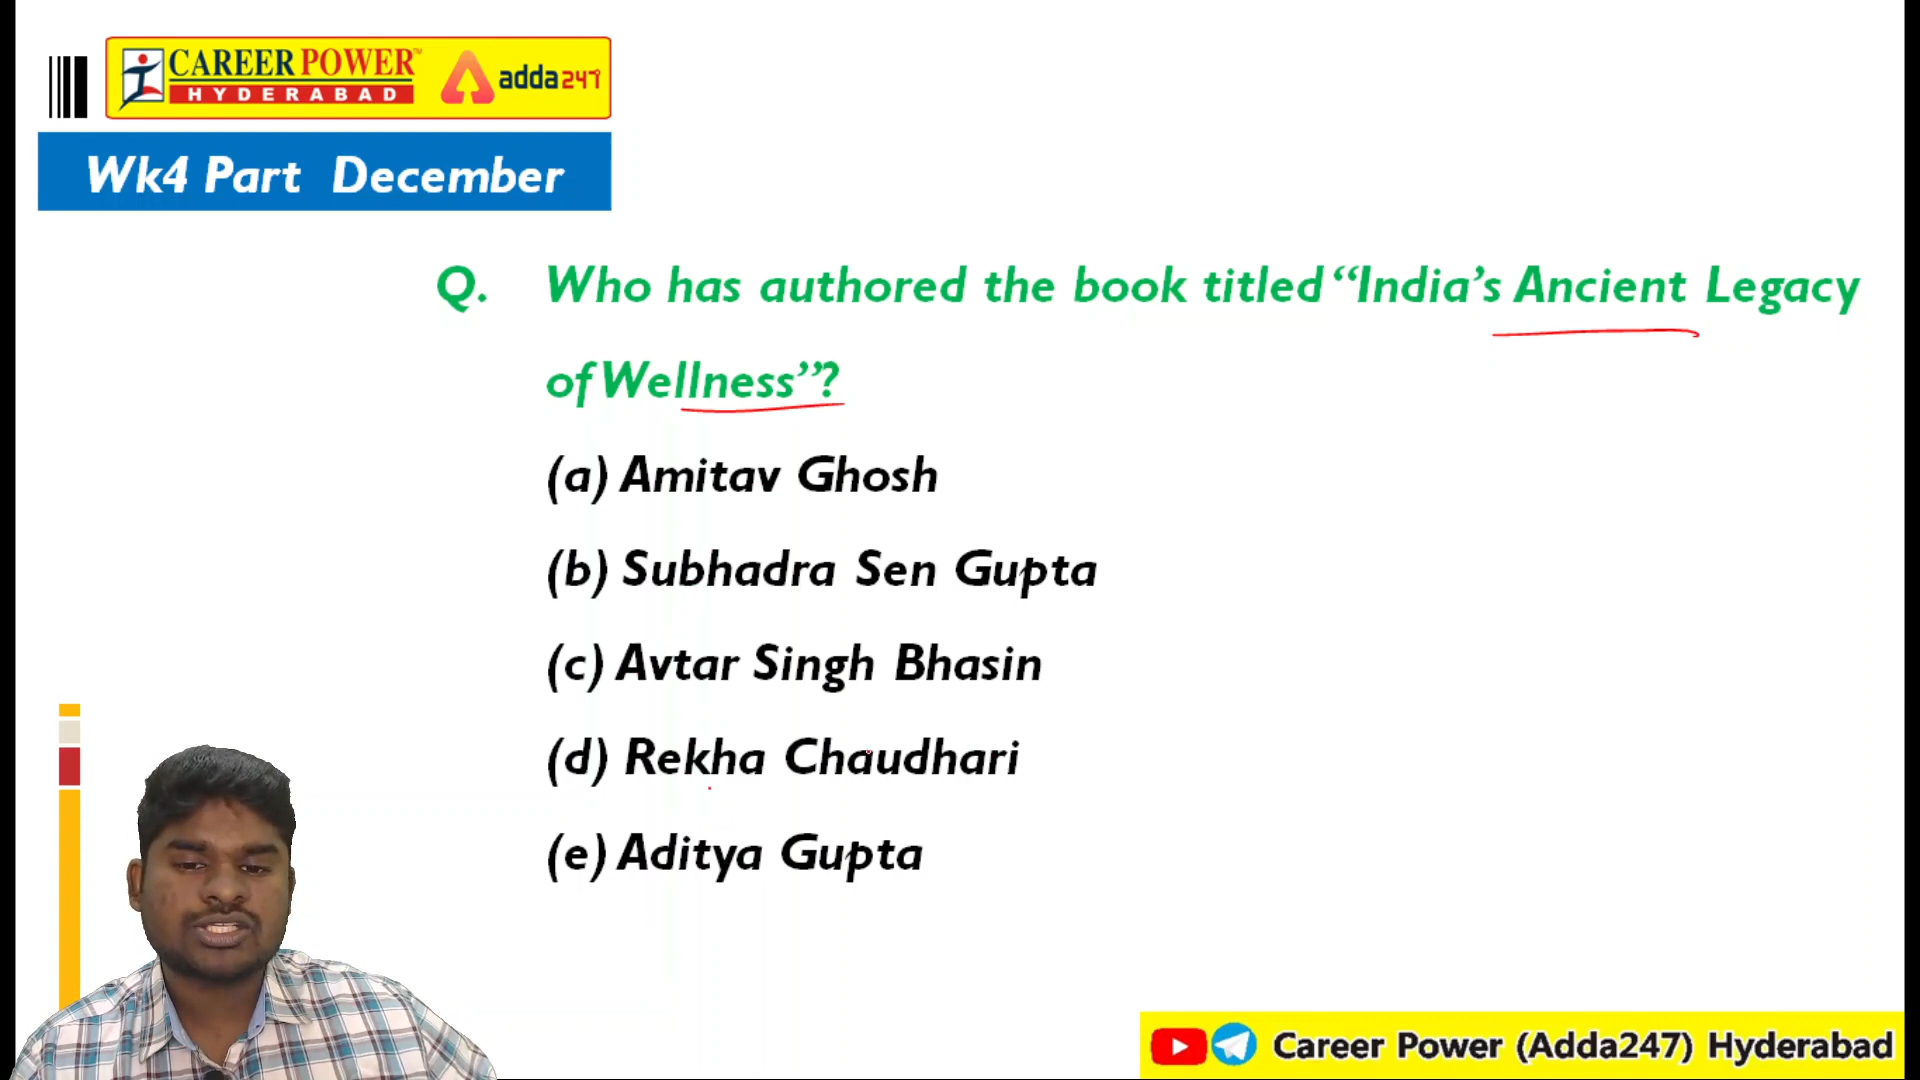 CAREER POWER™
HYDERABAD
adda247
Wk4 Part December
Q. Who has authored the book titled “India’s Ancient Legacy
of Wellness”?
(a) Amitav Ghosh
(b) Subhadra Sen Gupta
(c) Avtar Singh Bhasin
(d) Rekha Chaudhari
(e) Aditya Gupta
Career Power (Adda247) Hyderabad